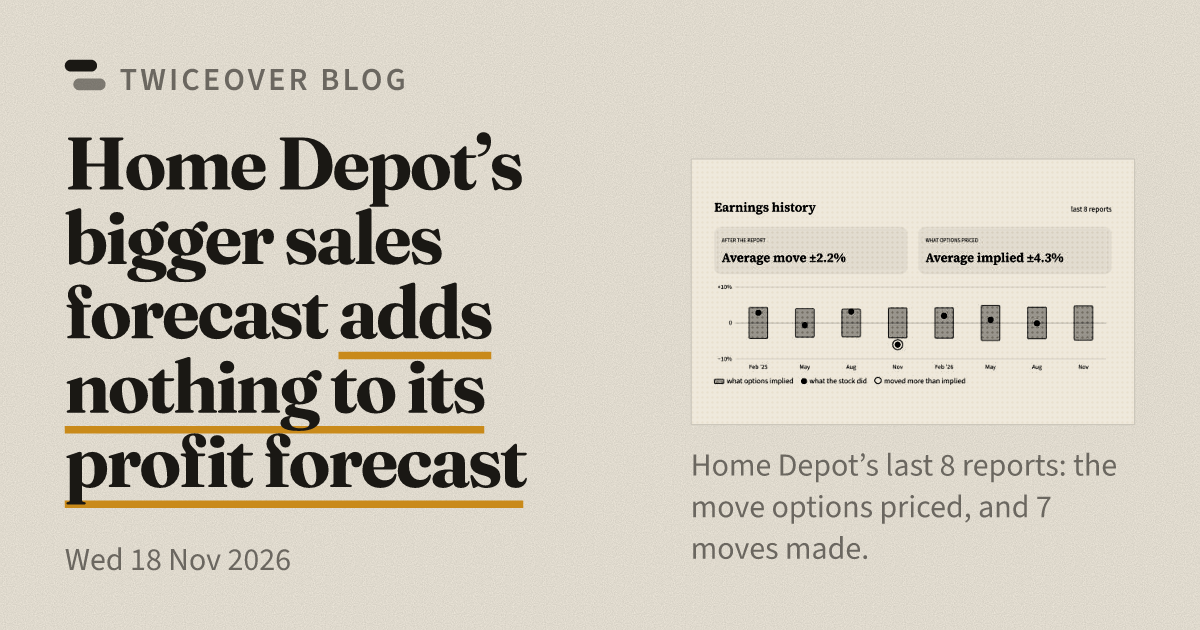 TWICEOVER BLOG
Home Depot’s
bigger sales
forecast adds
nothing to its
profit forecast
Wed 18 Nov 2026
Earnings history
last 8 reports
AFTER THE REPORT
Average move ±2.2%
WHAT OPTIONS PRICED
Average implied ±4.3%
+10%
0
−10%
Feb ’25 May Aug Nov Feb ’26 May Aug Nov
what options implied what the stock did moved more than implied
Home Depot’s last 8 reports: the
move options priced, and 7
moves made.